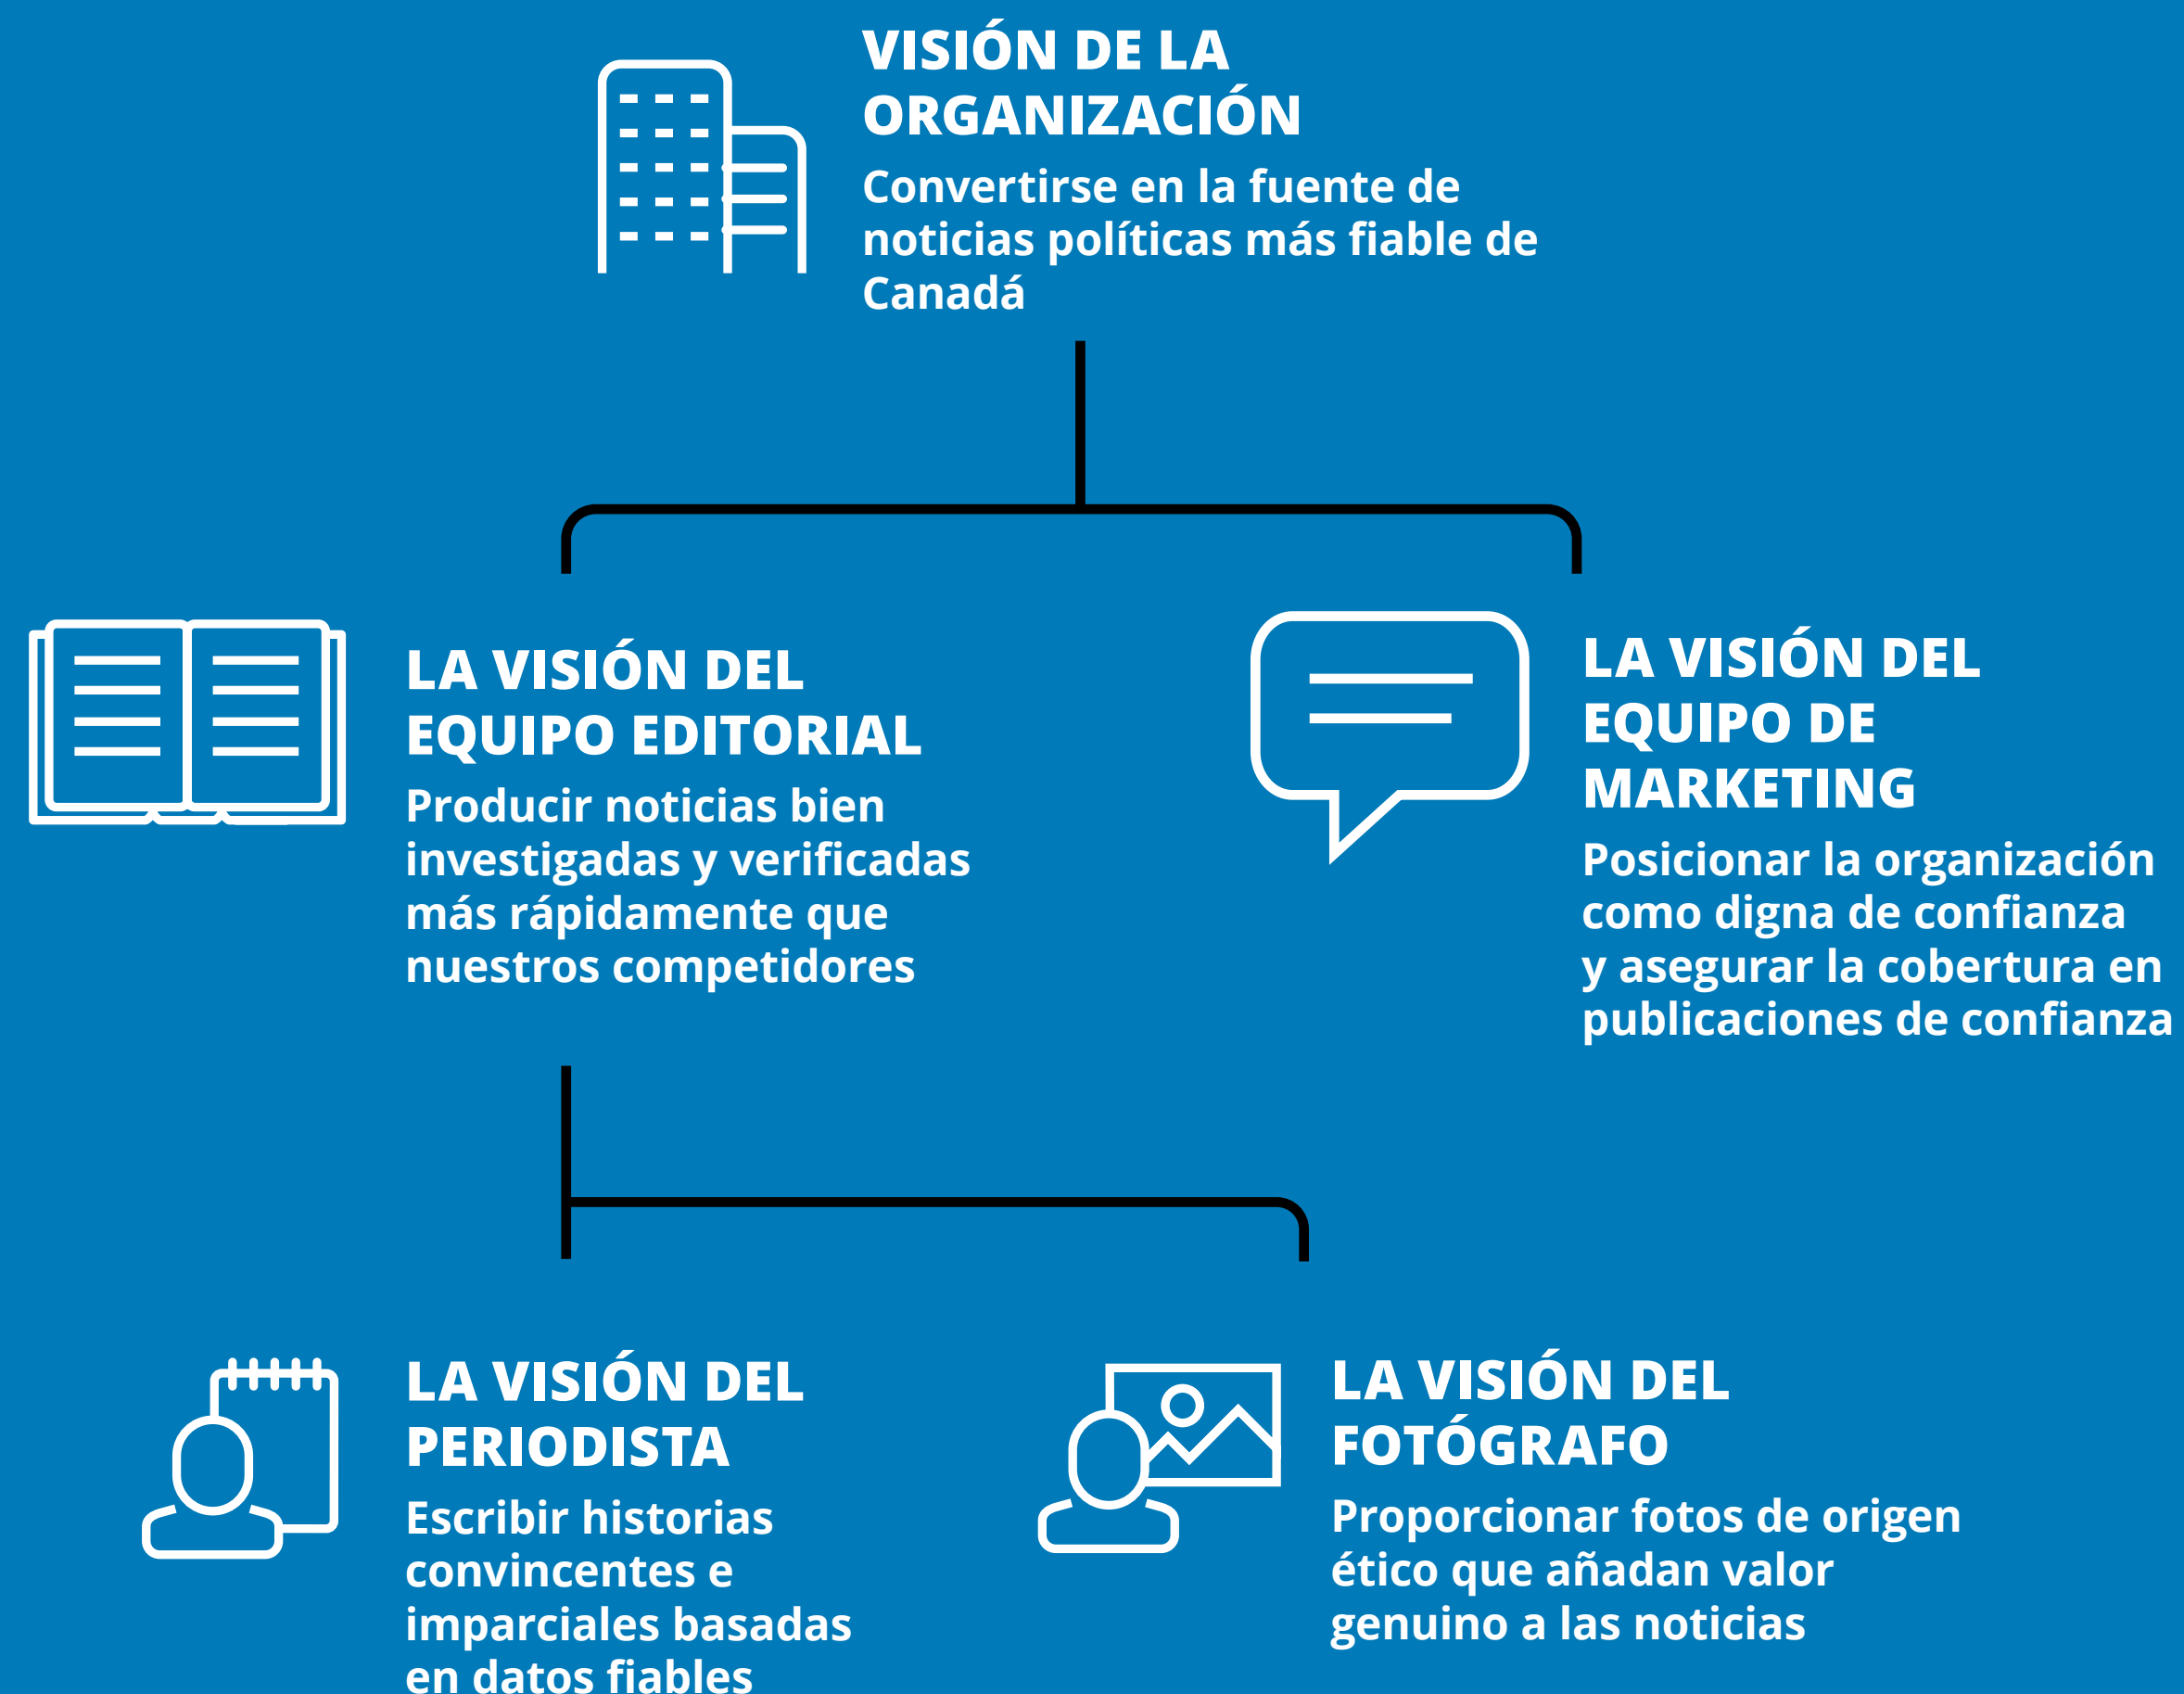 VISIÓN DE LA
ORGANIZACIÓN
Convertirse en la fuente de
noticias políticas más fiable de
Canadá
LA VISIÓN DEL
EQUIPO EDITORIAL
Producir noticias bien
investigadas y verificadas
más rápidamente que
nuestros competidores
LA VISIÓN DEL
EQUIPO DE
MARKETING
Posicionar la organización
como digna de confianza
y asegurar la cobertura en
publicaciones de confianza
LA VISIÓN DEL
PERIODISTA
Escribir historias
convincentes e
imparciales basadas
en datos fiables
LA VISIÓN DEL
FOTÓGRAFO
Proporcionar fotos de origen
ético que añadan valor
genuino a las noticias